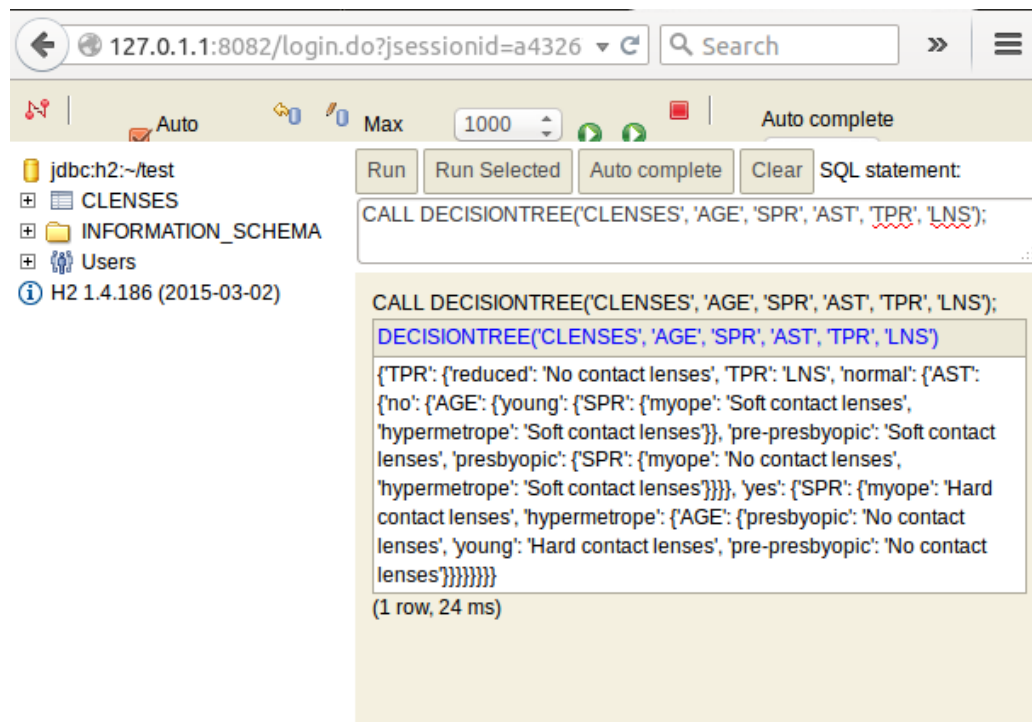 127.0.1.1:8082/login.do?jsessionid=a4326 Search
Auto Max 1000 Auto complete
jdbc:h2:~/test
CLENSES
INFORMATION_SCHEMA
Users
H2 1.4.186 (2015-03-02)
Run Run Selected Auto complete Clear SQL statement:
CALL DECISIONTREE('CLENSES', 'AGE', 'SPR', 'AST', 'TPR', 'LNS');
CALL DECISIONTREE('CLENSES', 'AGE', 'SPR', 'AST', 'TPR', 'LNS');
DECISIONTREE('CLENSES', 'AGE', 'SPR', 'AST', 'TPR', 'LNS')
{'TPR': {'reduced': 'No contact lenses', 'TPR': 'LNS', 'normal': {'AST':
{'no': {'AGE': {'young': {'SPR': {'myope': 'Soft contact lenses',
'hypermetrope': 'Soft contact lenses'}}, 'pre-presbyopic': 'Soft contact
lenses', 'presbyopic': {'SPR': {'myope': 'No contact lenses',
'hypermetrope': 'Soft contact lenses'}}}}, 'yes': {'SPR': {'myope': 'Hard
contact lenses', 'hypermetrope': {'AGE': {'presbyopic': 'No contact
lenses', 'young': 'Hard contact lenses', 'pre-presbyopic': 'No contact
lenses'}}}}}}}}
(1 row, 24 ms)